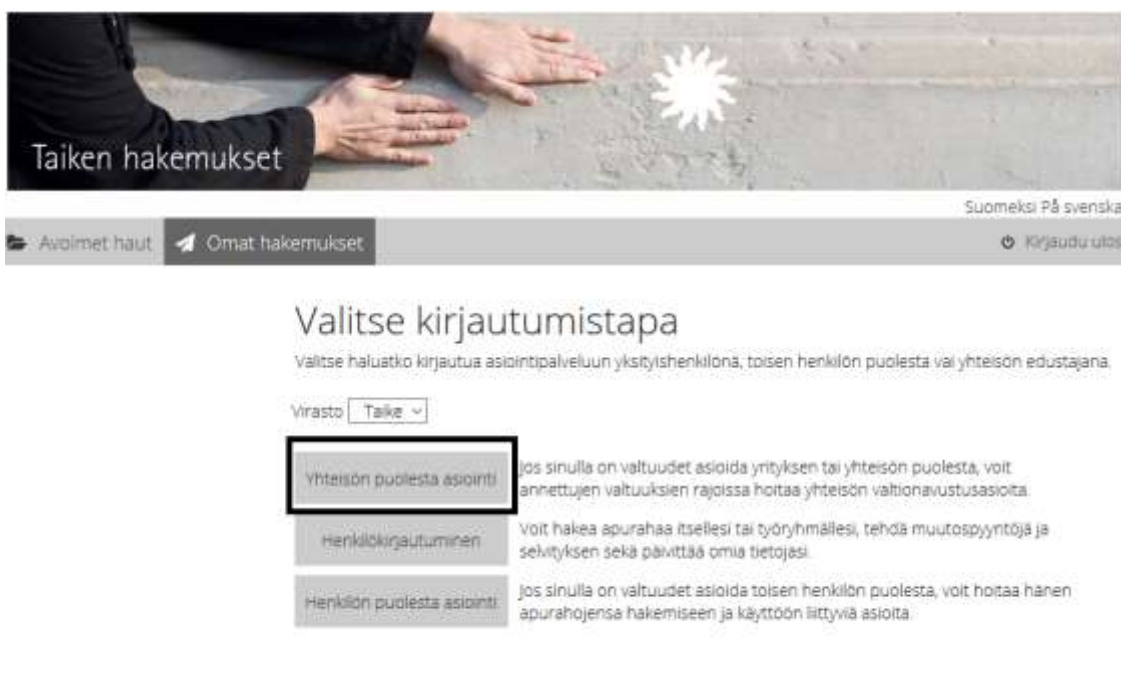 Taiken hakemukset
Suomeksi På svenska
Avoimet haut
Omat hakemukset
Kirjaudu ulos
Valitse kirjautumistapa
Valitse haluatko kirjautua asiointipalveluun yksityishenkilönä, toisen henkilön puolesta vai yhteisön edustajana.
Virasto Taike
Yhteisön puolesta asiointi
Jos sinulla on valtuudet asioida yrityksen tai yhteisön puolesta, voit
annettujen valtuuksien rajoissa hoitaa yhteisön valtionavustusasioita.
Henkilökirjautuminen
Voit hakea apurahaa itsellesi tai työryhmällesi, tehdä muutospyyntöjä ja
selvityksen sekä päivittää omia tietojasi.
Henkilön puolesta asiointi
Jos sinulla on valtuudet asioida toisen henkilön puolesta, voit hoitaa hänen
apurahojensa hakemiseen ja käyttöön liittyviä asioita.